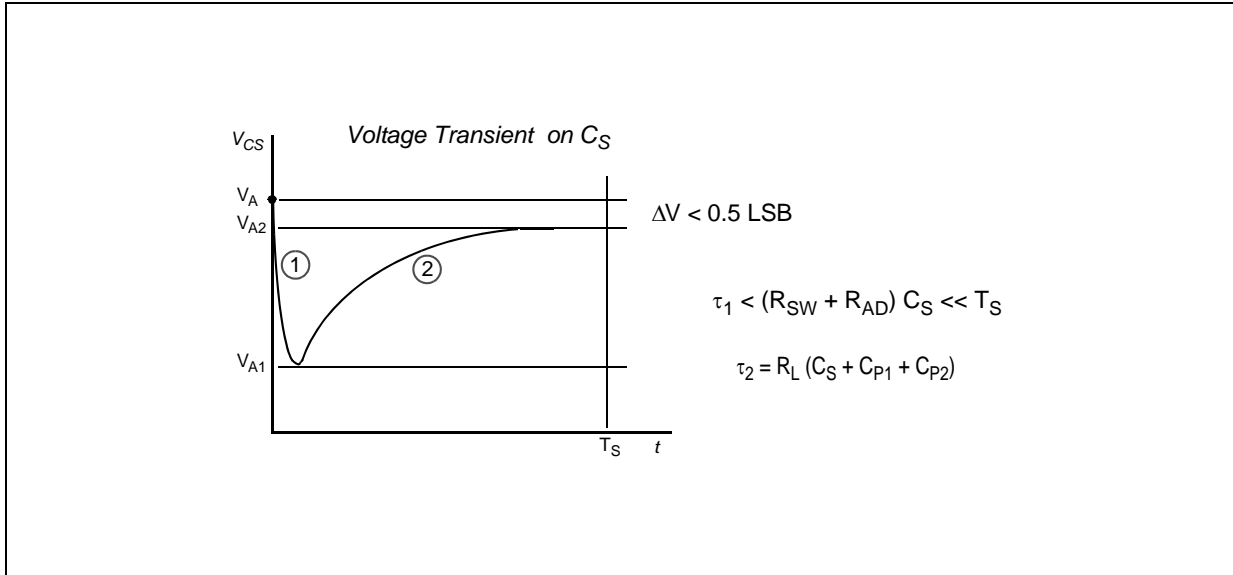 Voltage Transient on C_S
V_CS
V_A
V_A2
ΔV < 0.5 LSB
1
2
τ_1 < (R_SW + R_AD) C_S << T_S
V_A1
τ_2 = R_L (C_S + C_P1 + C_P2)
T_S
t